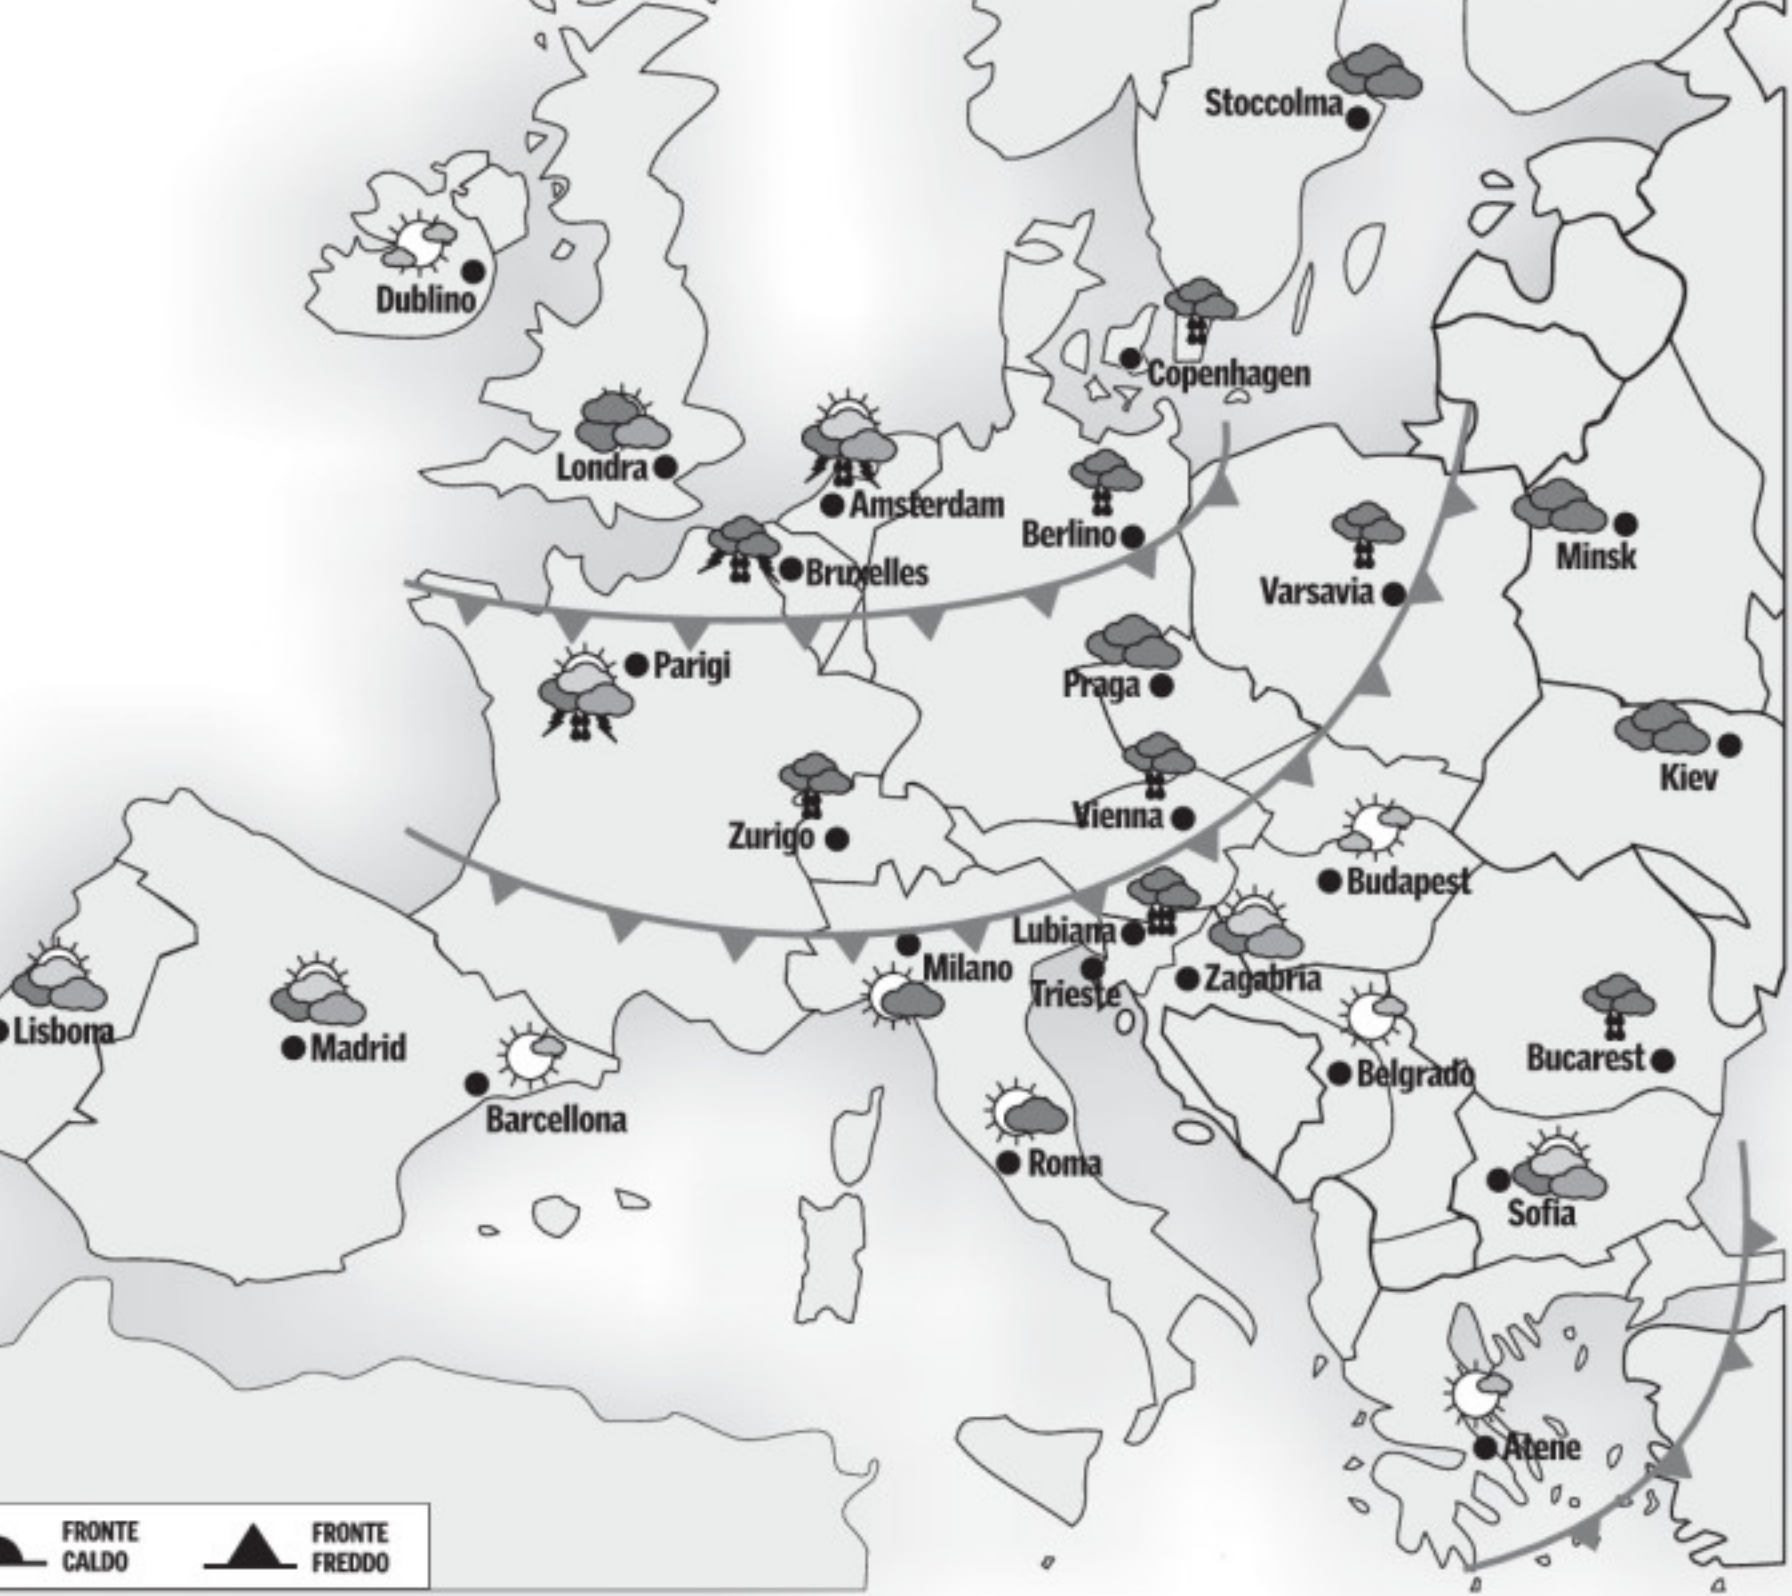 Stoccolma
Dublino
Copenhagen
Londra
Amsterdam
Berlino
Minsk
Bruxelles
Varsavia
Parigi
Praga
Kiev
Vienna
Zurigo
Budapest
Lubiana
Milano
Zagabria
Trieste
Lisbona
Madrid
Bucarest
Belgrado
Barcellona
Roma
Sofia
Atene
FRONTE
CALDO
FRONTE
FREDDO